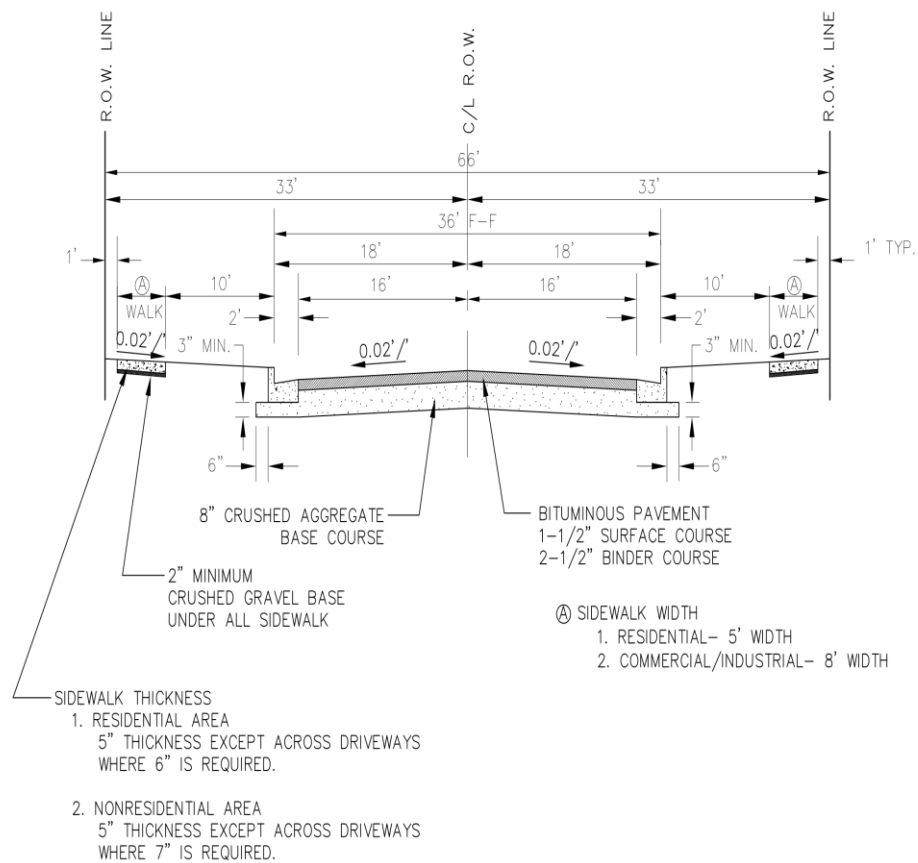 R.O.W. LINE
C/L R.O.W.
R.O.W. LINE
66'
33'
33'
36' F-F
18'
18'
1'
1' TYP.
Ⓐ
10'
16'
16'
10'
Ⓐ
WALK
2'
2'
WALK
0.02'/'
3" MIN.
0.02'/'
0.02'/'
3" MIN.
0.02'/'
6"
6"
8" CRUSHED AGGREGATE
BASE COURSE
BITUMINOUS PAVEMENT
1-1/2" SURFACE COURSE
2-1/2" BINDER COURSE
2" MINIMUM
CRUSHED GRAVEL BASE
UNDER ALL SIDEWALK
Ⓐ SIDEWALK WIDTH
1. RESIDENTIAL- 5' WIDTH
2. COMMERCIAL/INDUSTRIAL- 8' WIDTH
SIDEWALK THICKNESS
1. RESIDENTIAL AREA
5" THICKNESS EXCEPT ACROSS DRIVEWAYS
WHERE 6" IS REQUIRED.
2. NONRESIDENTIAL AREA
5" THICKNESS EXCEPT ACROSS DRIVEWAYS
WHERE 7" IS REQUIRED.